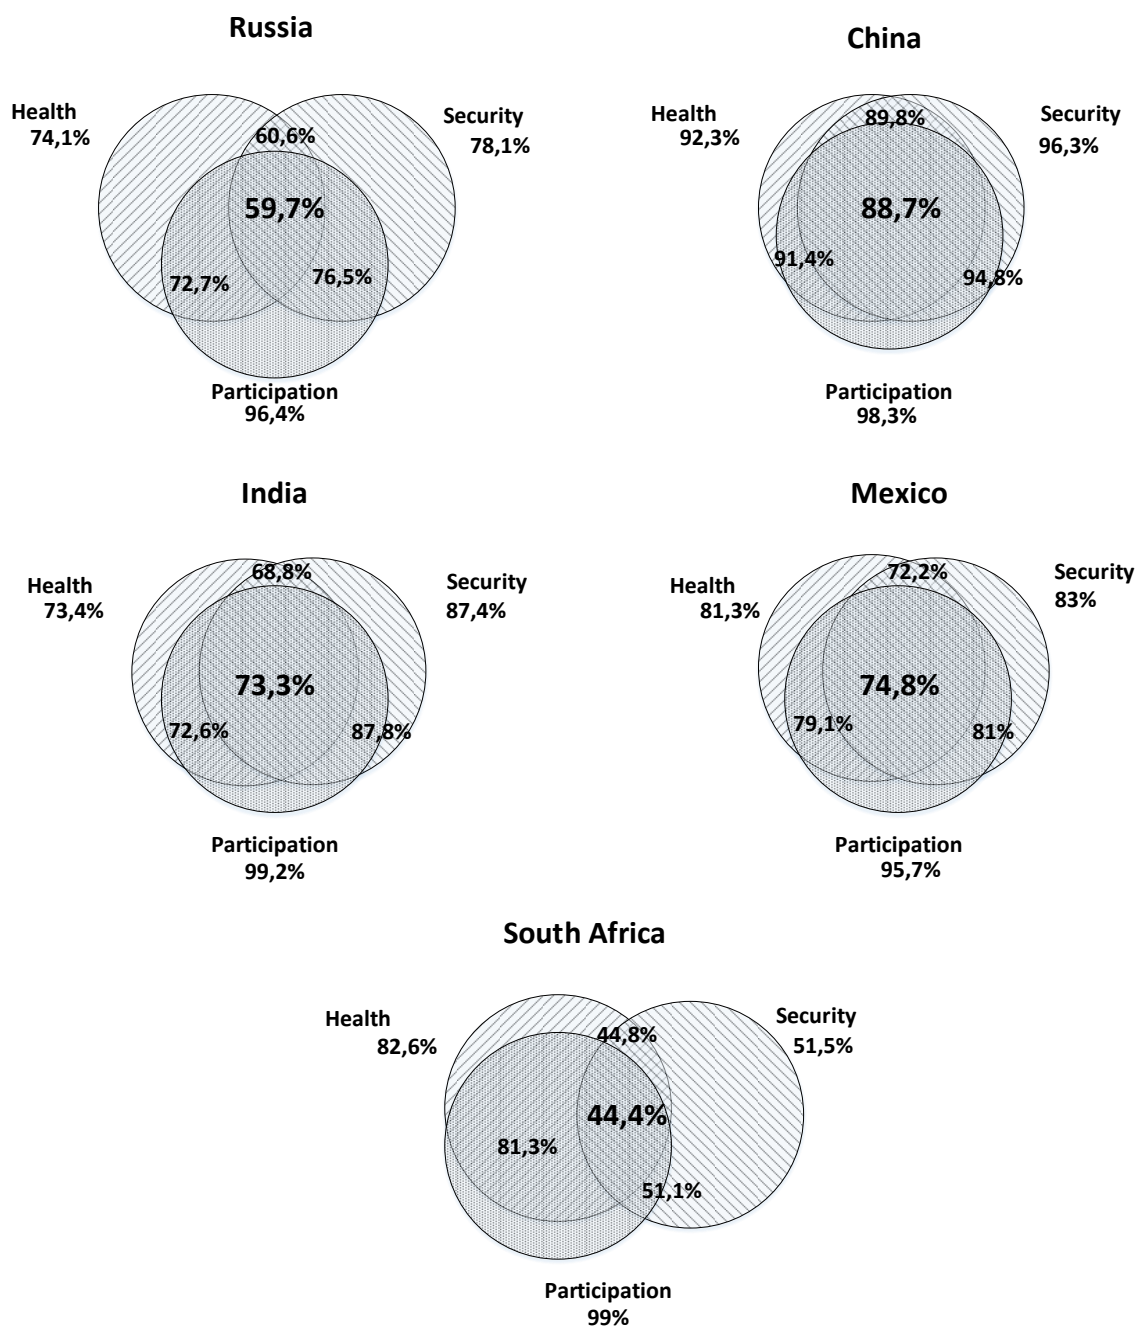 Russia
Health
74,1%
Security
78,1%
60,6%
59,7%
72,7%
76,5%
Participation
96,4%
China
Health
92,3%
Security
96,3%
89,8%
88,7%
91,4%
94,8%
Participation
98,3%
India
Health
73,4%
Security
87,4%
68,8%
73,3%
72,6%
87,8%
Participation
99,2%
Mexico
Health
81,3%
Security
83%
72,2%
74,8%
79,1%
81%
Participation
95,7%
South Africa
Health
82,6%
Security
51,5%
44,8%
44,4%
81,3%
51,1%
Participation
99%